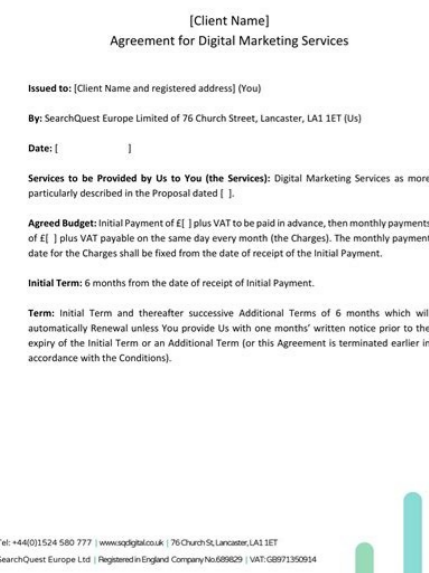 [Client Name]
Agreement for Digital Marketing Services
Issued to: [Client Name and registered address] (You)
By: SearchQuest Europe Limited of 76 Church Street, Lancaster, LA1 1ET (Us)
Date: [ ]
Services to be Provided by Us to You (the Services): Digital Marketing Services as more
particularly described in the Proposal dated [ ].
Agreed Budget: Initial Payment of £[ ] plus VAT to be paid in advance, then monthly payments
of £[ ] plus VAT payable on the same day every month (the Charges). The monthly payment
date for the Charges shall be fixed from the date of receipt of the Initial Payment.
Initial Term: 6 months from the date of receipt of Initial Payment.
Term: Initial Term and thereafter successive Additional Terms of 6 months which will
automatically Renewal unless You provide Us with one months' written notice prior to the
expiry of the Initial Term or an Additional Term (or this Agreement is terminated earlier in
accordance with the Conditions).
Tel: +44(0)1524 580 777 | www.sqdigital.co.uk | 76 Church St, Lancaster, LA1 1ET
SearchQuest Europe Ltd | Registered in England Company No.689829 | VAT: GB971350914